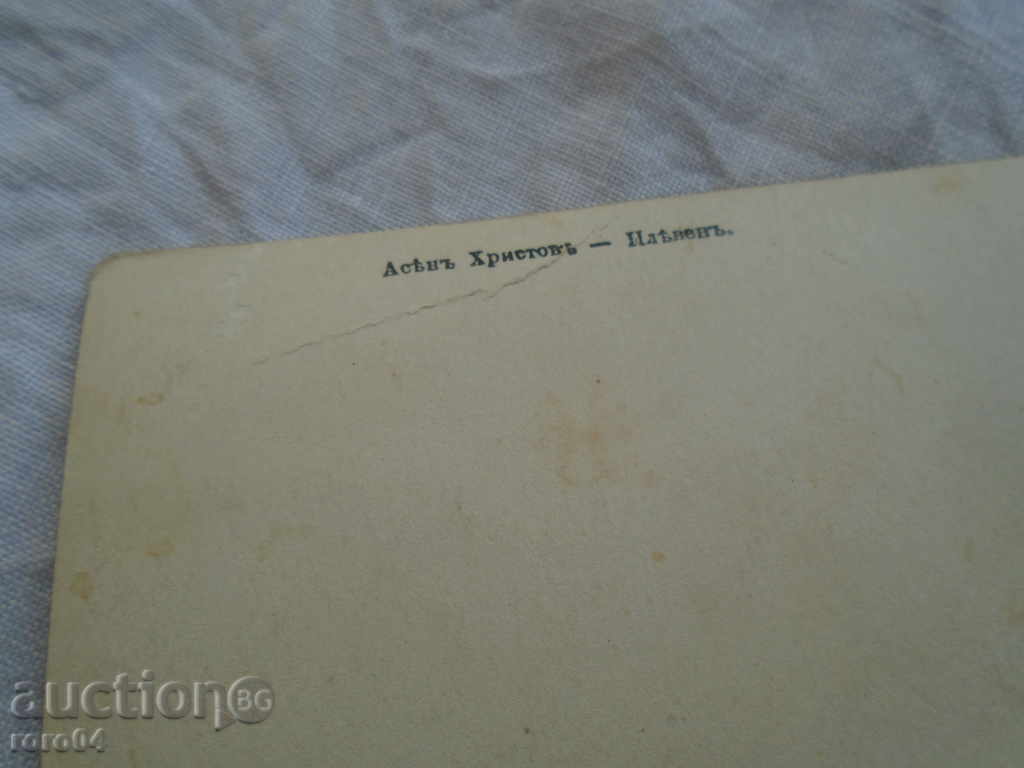 Асѣнъ Христовъ — Плѣвенъ.
auction BG
roro04